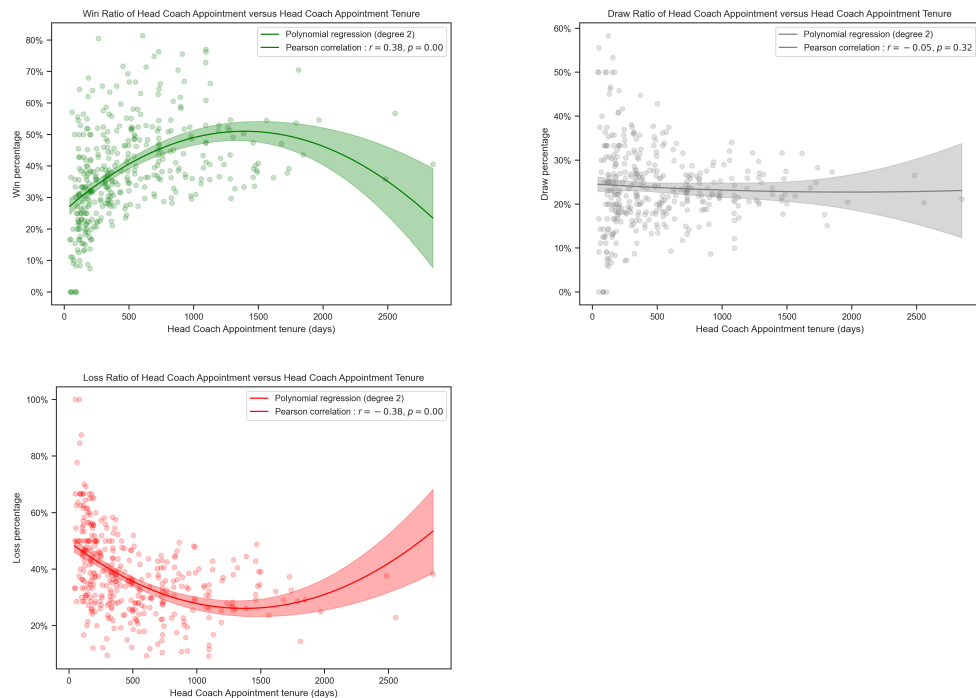 Win Ratio of Head Coach Appointment versus Head Coach Appointment Tenure
Polynomial regression (degree 2)
Pearson correlation : r = 0.38, p = 0.00
80%
70%
60%
50%
40%
30%
20%
10%
0%
Win percentage
0
500
1000
1500
2000
2500
Head Coach Appointment tenure (days)
Draw Ratio of Head Coach Appointment versus Head Coach Appointment Tenure
Polynomial regression (degree 2)
Pearson correlation : r = −0.05, p = 0.32
60%
50%
40%
30%
20%
10%
0%
Draw percentage
0
500
1000
1500
2000
2500
Head Coach Appointment tenure (days)
Loss Ratio of Head Coach Appointment versus Head Coach Appointment Tenure
Polynomial regression (degree 2)
Pearson correlation : r = −0.38, p = 0.00
100%
80%
60%
40%
20%
Loss percentage
0
500
1000
1500
2000
2500
Head Coach Appointment tenure (days)